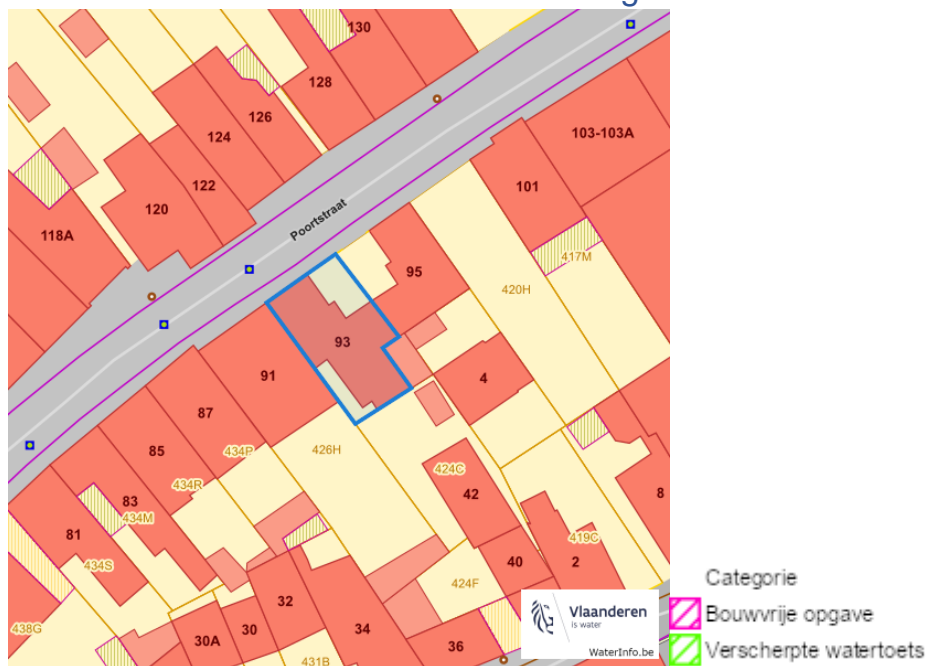 130
128
126
124
122
120
118A
103-103A
101
Poortstraat
417M
95
420H
93
91
4
87
426H
434P
85
424C
434R
42
8
83
434M
81
419C
434S
40
2
424F
32
438G
30A
30
34
36
431B
Vlaanderen
is water
WaterInfo.be
Categorie
Bouwvrije opgave
Verscherpte watertoets